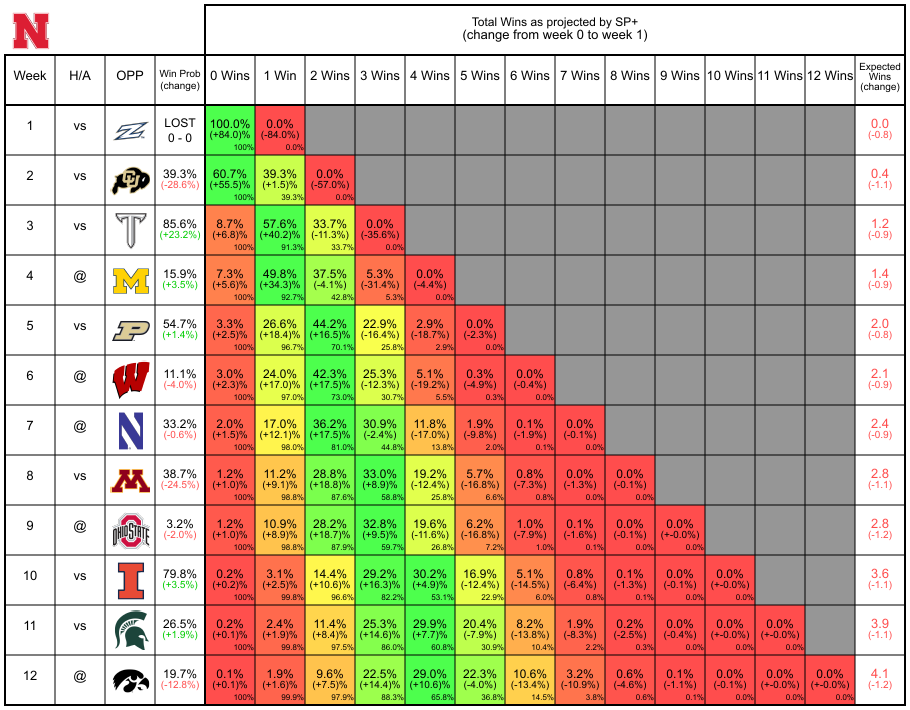 N
Total Wins as projected by SP+
(change from week 0 to week 1)
Week H/A OPP Win Prob (change) 0 Wins 1 Win 2 Wins 3 Wins 4 Wins 5 Wins 6 Wins 7 Wins 8 Wins 9 Wins 10 Wins 11 Wins 12 Wins Expected Wins (change)
1 vs Z LOST 100.0% 0.0% 0.0
0 - 0 (+84.0)% (-84.0%) (-0.8)
100% 0.0%
2 vs CU 39.3% 60.7% 39.3% 0.0% 0.4
(-28.6%) (+55.5)% (+1.5)% (-57.0%) (-1.1)
100% 39.3% 0.0%
3 vs T 85.6% 8.7% 57.6% 33.7% 0.0% 1.2
(+23.2%) (+6.8)% (+40.2)% (-11.3%) (-35.6%) (-0.9)
100% 91.3% 33.7% 0.0%
4 @ M 15.9% 7.3% 49.8% 37.5% 5.3% 0.0% 1.4
(+3.5%) (+5.6)% (+34.3)% (-4.1%) (-31.4%) (-4.4%) (-0.9)
100% 92.7% 42.8% 5.3% 0.0%
5 vs P 54.7% 3.3% 26.6% 44.2% 22.9% 2.9% 0.0% 2.0
(+1.4%) (+2.5)% (+18.4)% (+16.5)% (-16.4%) (-18.7%) (-2.3%) (-0.8)
100% 96.7% 70.1% 25.8% 2.9% 0.0%
6 @ W 11.1% 3.0% 24.0% 42.3% 25.3% 5.1% 0.3% 0.0% 2.1
(-4.0%) (+2.3)% (+17.0)% (+17.5)% (-12.3%) (-19.2%) (-4.9%) (-0.4%) (-0.9)
100% 97.0% 73.0% 30.7% 5.5% 0.3% 0.0%
7 @ N 33.2% 2.0% 17.0% 36.2% 30.9% 11.8% 1.9% 0.1% 0.0% 2.4
(-0.6%) (+1.5)% (+12.1)% (+17.5)% (-2.4%) (-17.0%) (-9.8%) (-1.9%) (-0.1%) (-0.9)
100% 98.0% 81.0% 44.8% 13.8% 2.0% 0.1% 0.0%
8 vs M 38.7% 1.2% 11.2% 28.8% 33.0% 19.2% 5.7% 0.8% 0.0% 0.0% 2.8
(-24.5%) (+1.0)% (+9.1)% (+18.8)% (+8.9)% (-12.4%) (-16.8%) (-7.3%) (-1.3%) (-0.1%) (-1.1)
100% 98.8% 87.6% 58.8% 25.8% 6.6% 0.8% 0.0% 0.0%
9 @ OHIO STATE 3.2% 1.2% 10.9% 28.2% 32.8% 19.6% 6.2% 1.0% 0.1% 0.0% 0.0% 2.8
(-2.0%) (+1.0)% (+8.9)% (+18.7)% (+9.5)% (-11.6%) (-16.8%) (-7.9%) (-1.6%) (-0.1%) (+-0.0%) (-1.2)
100% 98.8% 87.9% 59.7% 26.8% 7.2% 1.0% 0.1% 0.0% 0.0%
10 vs I 79.8% 0.2% 3.1% 14.4% 29.2% 30.2% 16.9% 5.1% 0.8% 0.1% 0.0% 0.0% 3.6
(+3.5%) (+0.2)% (+2.5)% (+10.6)% (+16.3)% (+4.9)% (-12.4%) (-14.5%) (-6.4%) (-1.3%) (-0.1%) (+-0.0%) (-1.1)
100% 99.8% 96.6% 82.2% 53.1% 22.9% 6.0% 0.8% 0.1% 0.0% 0.0%
11 vs 26.5% 0.2% 2.4% 11.4% 25.3% 29.9% 20.4% 8.2% 1.9% 0.2% 0.0% 0.0% 0.0% 3.9
(+1.9%) (+0.1)% (+1.9)% (+8.4)% (+14.6)% (+7.7)% (-7.9%) (-13.8%) (-8.3%) (-2.5%) (-0.4%) (+-0.0%) (+-0.0%) (-1.1)
100% 99.8% 97.5% 86.0% 60.8% 30.9% 10.4% 2.2% 0.3% 0.0% 0.0% 0.0%
12 @ 19.7% 0.1% 1.9% 9.6% 22.5% 29.0% 22.3% 10.6% 3.2% 0.6% 0.1% 0.0% 0.0% 0.0% 4.1
(-12.8%) (+0.1)% (+1.6)% (+7.5)% (+14.4)% (+10.6)% (-4.0%) (-13.4%) (-10.9%) (-4.6%) (-1.1%) (-0.1%) (+-0.0%) (+-0.0%) (-1.2)
100% 99.9% 97.9% 88.3% 65.8% 36.8% 14.5% 3.8% 0.6% 0.1% 0.0% 0.0% 0.0%